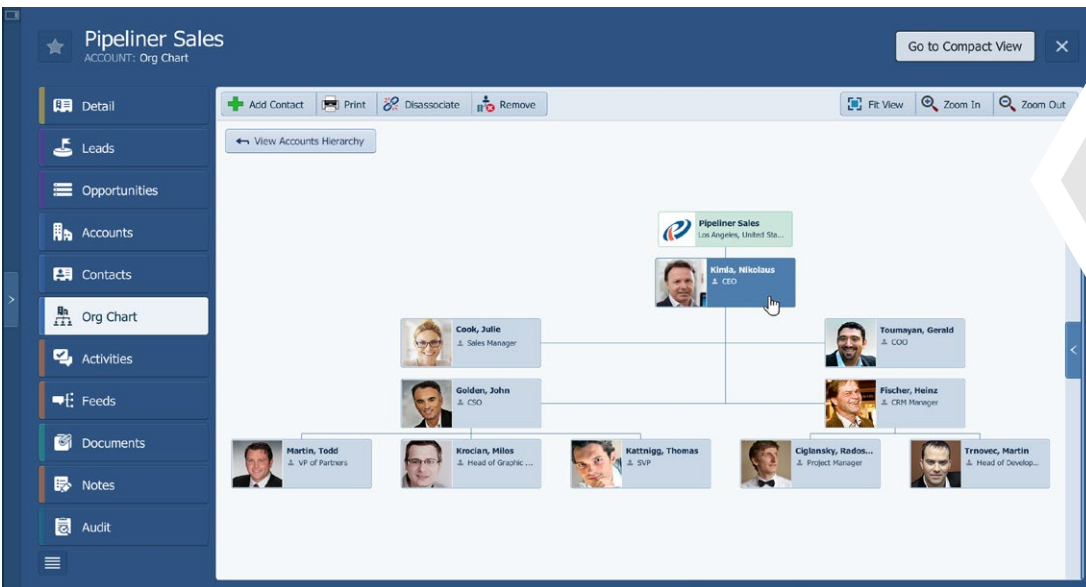 Pipeliner Sales
ACCOUNT: Org Chart
Go to Compact View
Detail
Leads
Opportunities
Accounts
Contacts
Org Chart
Activities
Feeds
Documents
Notes
Audit
Add Contact
Print
Disassociate
Remove
Fit View
Zoom In
Zoom Out
View Accounts Hierarchy
Pipeliner Sales
Los Angeles, United Sta...
Kimla, Nikolaus
CEO
Cook, Julie
Sales Manager
Toumayan, Gerald
COO
Golden, John
CSO
Fischer, Heinz
CRM Manager
Martin, Todd
VP of Partners
Krocian, Milos
Head of Graphic ...
Kattnigg, Thomas
SVP
Ciglansky, Rados...
Project Manager
Trnovec, Martin
Head of Develop...